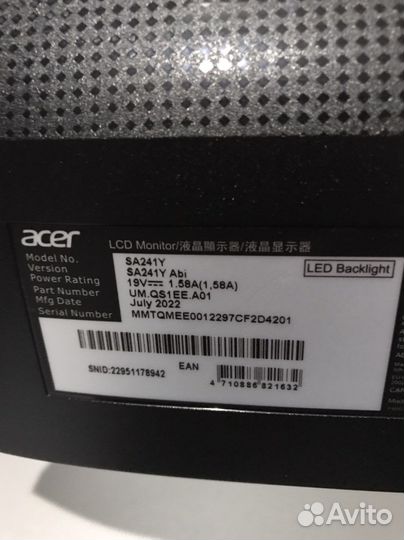 acer
LCD Monitor/液晶顯示器/液晶显示器
Model No. SA241Y
Version SA241Y Abi
Power Rating 19V⎓ 1.58A(1,58A)
Part Number UM.QS1EE.A01
Mfg Date July 2022
Serial Number MMTQMEE0012297CF2D4201
LED Backlight
SNID:22951178942
EAN
4 710886 821632
Avito